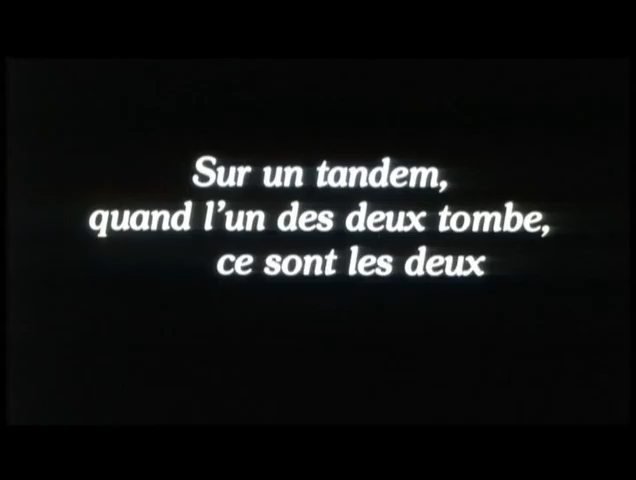 Sur un tandem,
quand l'un des deux tombe,
ce sont les deux